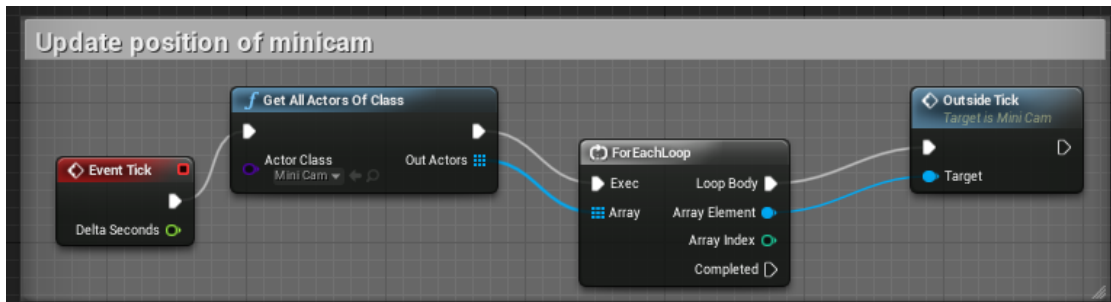 Update position of minicam
Event Tick
Delta Seconds
f Get All Actors Of Class
Actor Class
Mini Cam
Out Actors
ForEachLoop
Exec
Loop Body
Array
Array Element
Array Index
Completed
Outside Tick
Target is Mini Cam
Target